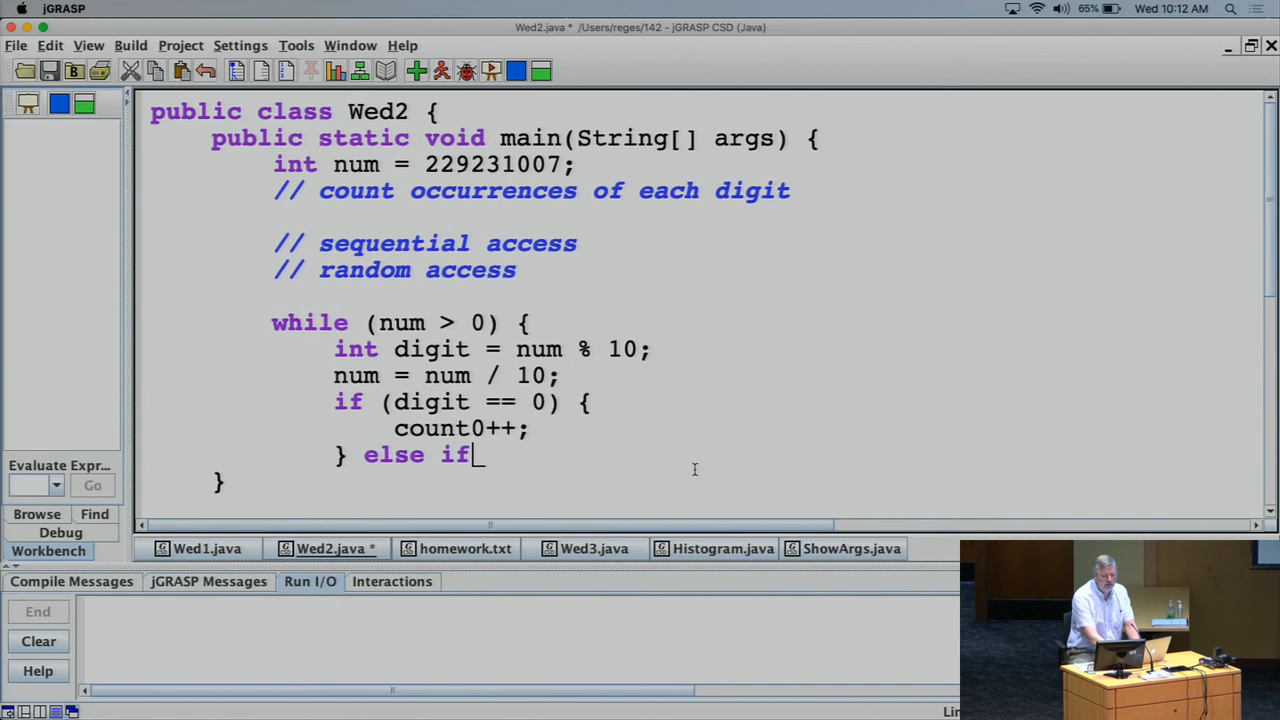 jGRASP
65% Wed 10:12 AM
Wed2.java * /Users/reges/142 - jGRASP CSD (Java)
File Edit View Build Project Settings Tools Window Help
public class Wed2 {
public static void main(String[] args) {
int num = 229231007;
// count occurrences of each digit
// sequential access
// random access
while (num > 0) {
int digit = num % 10;
num = num / 10;
if (digit == 0) {
count0++;
} else if
}
Evaluate Expr...
Go
Browse Find
Debug
Workbench
Wed1.java Wed2.java * homework.txt Wed3.java Histogram.java ShowArgs.java
Compile Messages jGRASP Messages Run I/O Interactions
End
Clear
Help